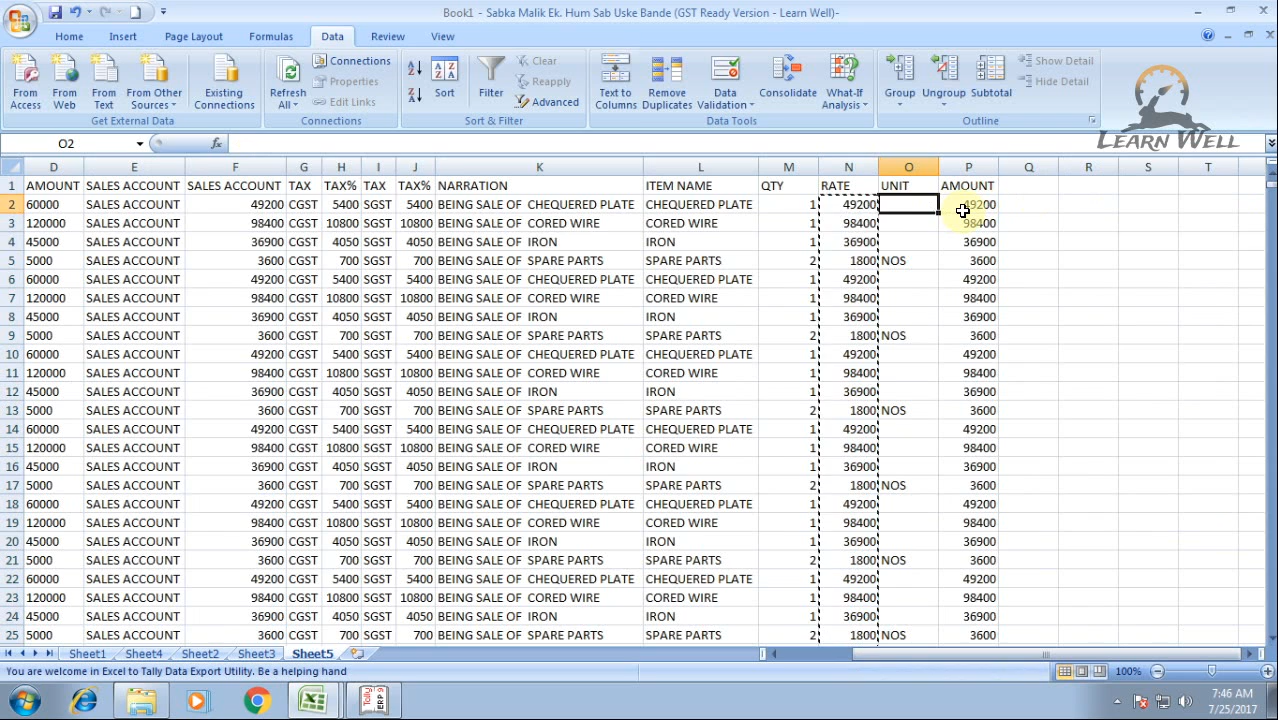 Book1 - Sabka Malik Ek. Hum Sab Uske Bande (GST Ready Version - Learn Well)-
Home Insert Page Layout Formulas Data Review View
From Access
From Web
From Text
From Other Sources
Existing Connections
Get External Data
Refresh All
Connections
Properties
Edit Links
Connections
Sort
Filter
Clear
Reapply
Advanced
Sort & Filter
Text to Columns
Remove Duplicates
Data Validation
Consolidate
What-If Analysis
Data Tools
Group
Ungroup
Subtotal
Show Detail
Hide Detail
Outline
LEARN WELL
O2 fx
D E F G H I J K L M N O P Q R S T
1 AMOUNT SALES ACCOUNT SALES ACCOUNT TAX TAX% TAX TAX% NARRATION ITEM NAME QTY RATE UNIT AMOUNT
2 60000 SALES ACCOUNT 49200 CGST 5400 SGST 5400 BEING SALE OF CHEQUERED PLATE CHEQUERED PLATE 1 49200 49200
3 120000 SALES ACCOUNT 98400 CGST 10800 SGST 10800 BEING SALE OF CORED WIRE CORED WIRE 1 98400 98400
4 45000 SALES ACCOUNT 36900 CGST 4050 SGST 4050 BEING SALE OF IRON IRON 1 36900 36900
5 5000 SALES ACCOUNT 3600 CGST 700 SGST 700 BEING SALE OF SPARE PARTS SPARE PARTS 2 1800 NOS 3600
6 60000 SALES ACCOUNT 49200 CGST 5400 SGST 5400 BEING SALE OF CHEQUERED PLATE CHEQUERED PLATE 1 49200 49200
7 120000 SALES ACCOUNT 98400 CGST 10800 SGST 10800 BEING SALE OF CORED WIRE CORED WIRE 1 98400 98400
8 45000 SALES ACCOUNT 36900 CGST 4050 SGST 4050 BEING SALE OF IRON IRON 1 36900 36900
9 5000 SALES ACCOUNT 3600 CGST 700 SGST 700 BEING SALE OF SPARE PARTS SPARE PARTS 2 1800 NOS 3600
10 60000 SALES ACCOUNT 49200 CGST 5400 SGST 5400 BEING SALE OF CHEQUERED PLATE CHEQUERED PLATE 1 49200 49200
11 120000 SALES ACCOUNT 98400 CGST 10800 SGST 10800 BEING SALE OF CORED WIRE CORED WIRE 1 98400 98400
12 45000 SALES ACCOUNT 36900 CGST 4050 SGST 4050 BEING SALE OF IRON IRON 1 36900 36900
13 5000 SALES ACCOUNT 3600 CGST 700 SGST 700 BEING SALE OF SPARE PARTS SPARE PARTS 2 1800 NOS 3600
14 60000 SALES ACCOUNT 49200 CGST 5400 SGST 5400 BEING SALE OF CHEQUERED PLATE CHEQUERED PLATE 1 49200 49200
15 120000 SALES ACCOUNT 98400 CGST 10800 SGST 10800 BEING SALE OF CORED WIRE CORED WIRE 1 98400 98400
16 45000 SALES ACCOUNT 36900 CGST 4050 SGST 4050 BEING SALE OF IRON IRON 1 36900 36900
17 5000 SALES ACCOUNT 3600 CGST 700 SGST 700 BEING SALE OF SPARE PARTS SPARE PARTS 2 1800 NOS 3600
18 60000 SALES ACCOUNT 49200 CGST 5400 SGST 5400 BEING SALE OF CHEQUERED PLATE CHEQUERED PLATE 1 49200 49200
19 120000 SALES ACCOUNT 98400 CGST 10800 SGST 10800 BEING SALE OF CORED WIRE CORED WIRE 1 98400 98400
20 45000 SALES ACCOUNT 36900 CGST 4050 SGST 4050 BEING SALE OF IRON IRON 1 36900 36900
21 5000 SALES ACCOUNT 3600 CGST 700 SGST 700 BEING SALE OF SPARE PARTS SPARE PARTS 2 1800 NOS 3600
22 60000 SALES ACCOUNT 49200 CGST 5400 SGST 5400 BEING SALE OF CHEQUERED PLATE CHEQUERED PLATE 1 49200 49200
23 120000 SALES ACCOUNT 98400 CGST 10800 SGST 10800 BEING SALE OF CORED WIRE CORED WIRE 1 98400 98400
24 45000 SALES ACCOUNT 36900 CGST 4050 SGST 4050 BEING SALE OF IRON IRON 1 36900 36900
25 5000 SALES ACCOUNT 3600 CGST 700 SGST 700 BEING SALE OF SPARE PARTS SPARE PARTS 2 1800 NOS 3600
Sheet1 Sheet4 Sheet2 Sheet3 Sheet5
You are welcome in Excel to Tally Data Export Utility. Be a helping hand 100%
Tally ERP 9
7:46 AM
7/25/2017